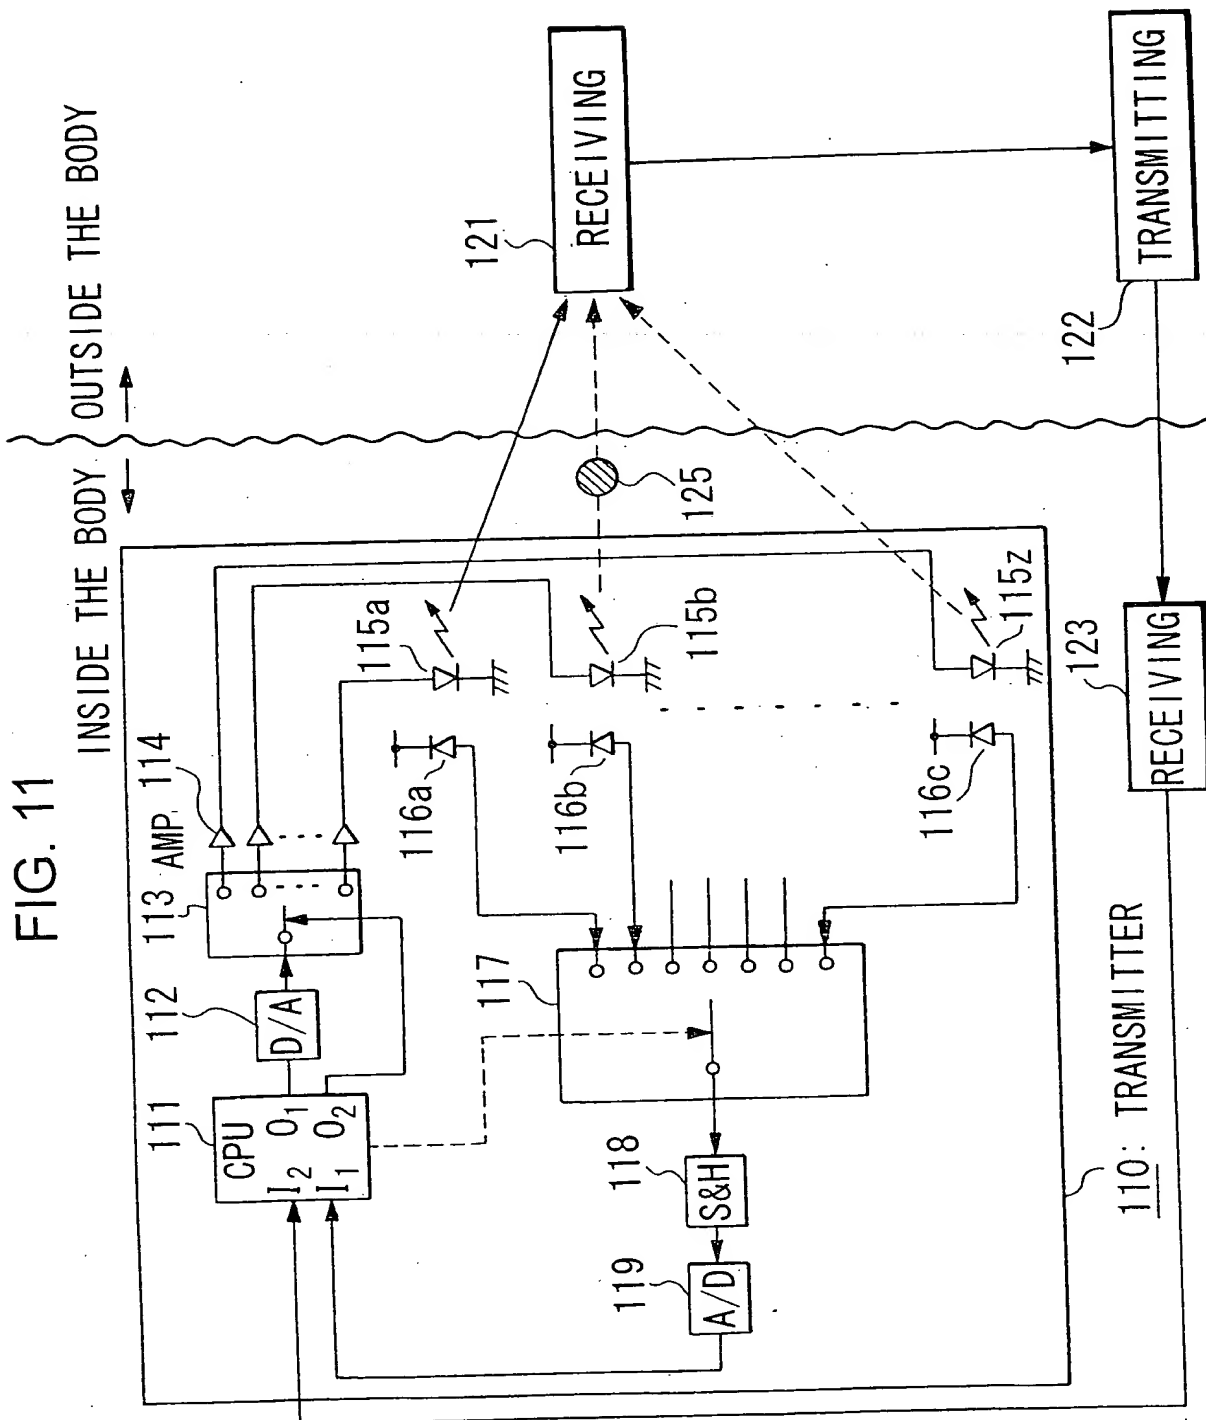 FIG. 11
INSIDE THE BODY
OUTSIDE THE BODY
111
CPU
I2
O1
I1
O2
112
D/A
113
AMP. 114
115a
115b
115z
116a
116b
116c
117
118
S&H
119
A/D
110: TRANSMITTER
121
RECEIVING
122
TRANSMITTING
123
RECEIVING
125